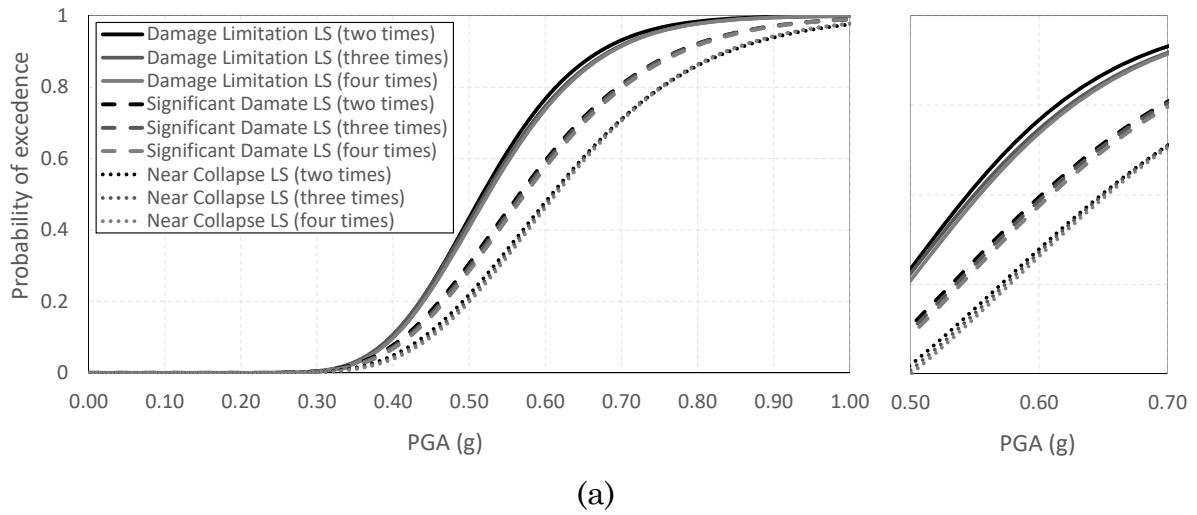 1
Damage Limitation LS (two times)
Damage Limitation LS (three times)
Damage Limitation LS (four times)
Significant Damate LS (two times)
Significant Damate LS (three times)
Significant Damate LS (four times)
Near Collapse LS (two times)
Near Collapse LS (three times)
Near Collapse LS (four times)
0.8
0.6
0.4
0.2
0
Probability of excedence
0.00 0.10 0.20 0.30 0.40 0.50 0.60 0.70 0.80 0.90 1.00
PGA (g)
0.50 0.60 0.70
PGA (g)
(a)